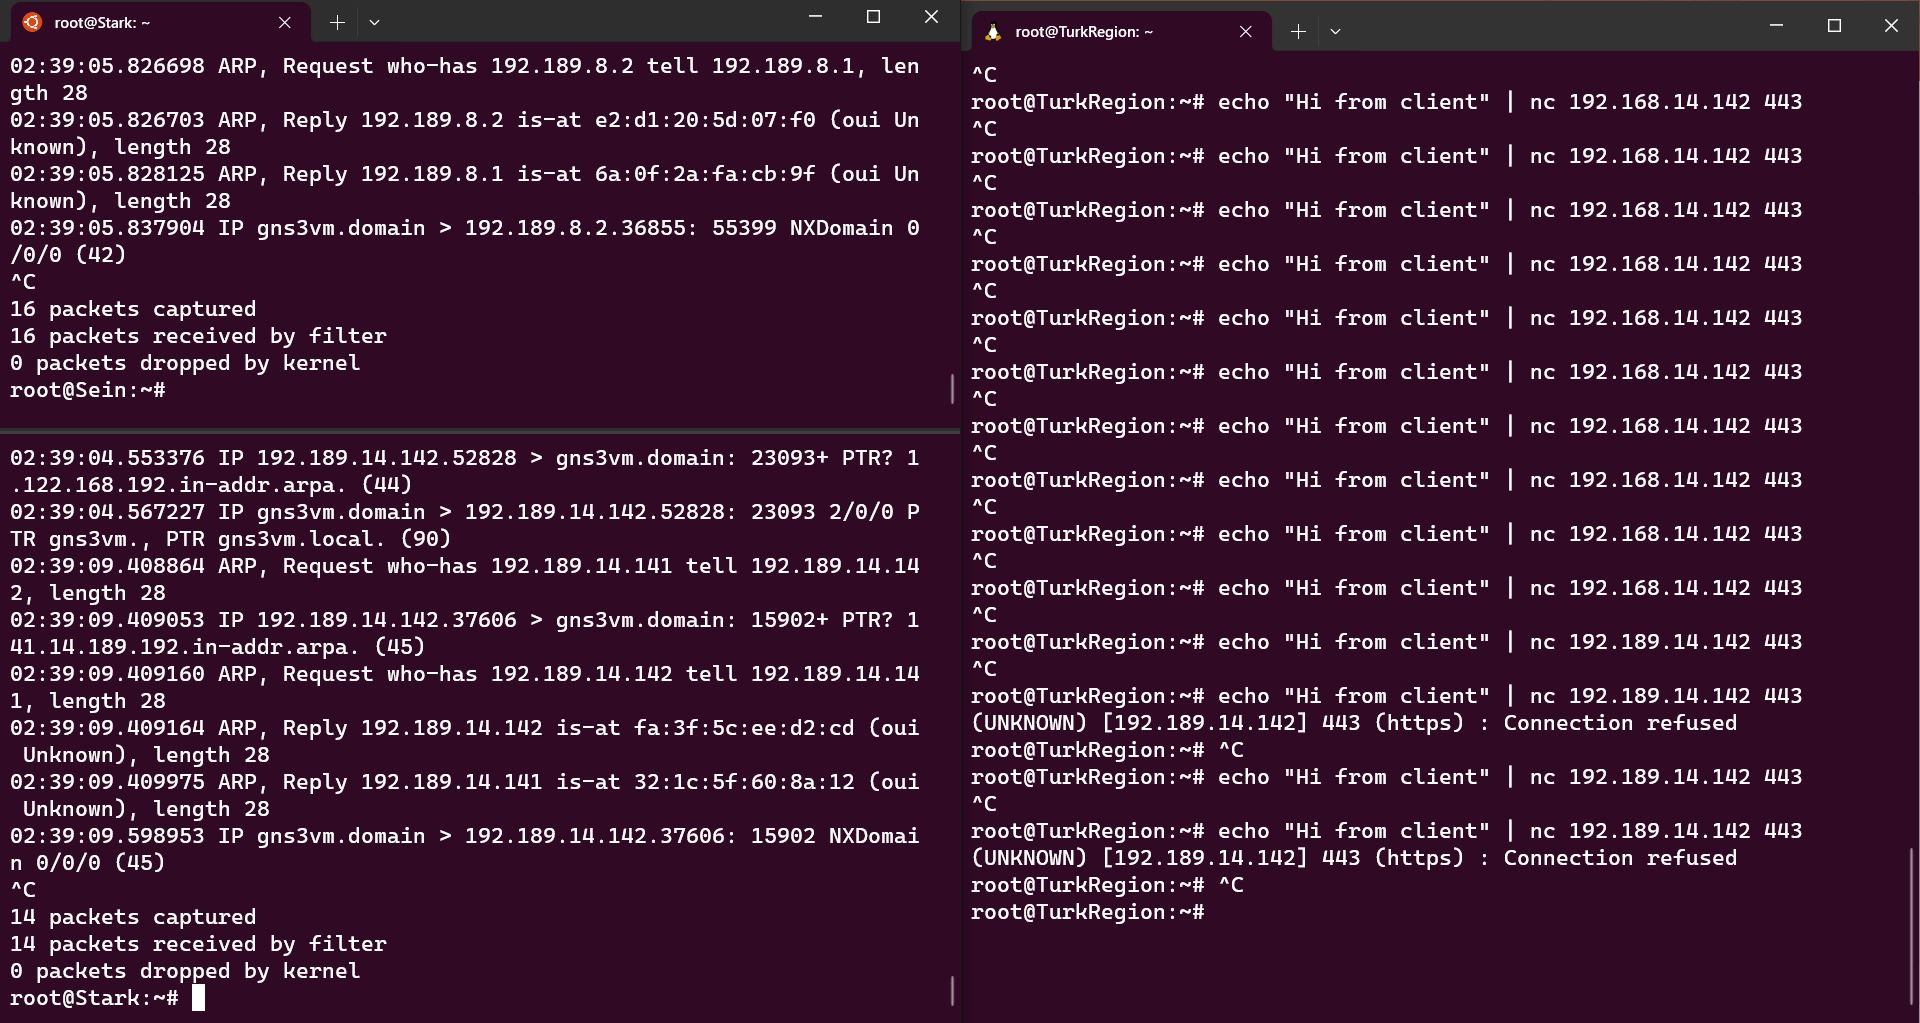 root@Stark: ~
02:39:05.826698 ARP, Request who-has 192.189.8.2 tell 192.189.8.1, len
gth 28
02:39:05.826703 ARP, Reply 192.189.8.2 is-at e2:d1:20:5d:07:f0 (oui Un
known), length 28
02:39:05.828125 ARP, Reply 192.189.8.1 is-at 6a:0f:2a:fa:cb:9f (oui Un
known), length 28
02:39:05.837904 IP gns3vm.domain > 192.189.8.2.36855: 55399 NXDomain 0
/0/0 (42)
^C
16 packets captured
16 packets received by filter
0 packets dropped by kernel
root@Sein:~#
02:39:04.553376 IP 192.189.14.142.52828 > gns3vm.domain: 23093+ PTR? 1
.122.168.192.in-addr.arpa. (44)
02:39:04.567227 IP gns3vm.domain > 192.189.14.142.52828: 23093 2/0/0 P
TR gns3vm., PTR gns3vm.local. (90)
02:39:09.408864 ARP, Request who-has 192.189.14.141 tell 192.189.14.14
2, length 28
02:39:09.409053 IP 192.189.14.142.37606 > gns3vm.domain: 15902+ PTR? 1
41.14.189.192.in-addr.arpa. (45)
02:39:09.409160 ARP, Request who-has 192.189.14.142 tell 192.189.14.14
1, length 28
02:39:09.409164 ARP, Reply 192.189.14.142 is-at fa:3f:5c:ee:d2:cd (oui
 Unknown), length 28
02:39:09.409975 ARP, Reply 192.189.14.141 is-at 32:1c:5f:60:8a:12 (oui
 Unknown), length 28
02:39:09.598953 IP gns3vm.domain > 192.189.14.142.37606: 15902 NXDomai
n 0/0/0 (45)
^C
14 packets captured
14 packets received by filter
0 packets dropped by kernel
root@Stark:~#
root@TurkRegion: ~
^C
root@TurkRegion:~# echo "Hi from client" | nc 192.168.14.142 443
^C
root@TurkRegion:~# echo "Hi from client" | nc 192.168.14.142 443
^C
root@TurkRegion:~# echo "Hi from client" | nc 192.168.14.142 443
^C
root@TurkRegion:~# echo "Hi from client" | nc 192.168.14.142 443
^C
root@TurkRegion:~# echo "Hi from client" | nc 192.168.14.142 443
^C
root@TurkRegion:~# echo "Hi from client" | nc 192.168.14.142 443
^C
root@TurkRegion:~# echo "Hi from client" | nc 192.168.14.142 443
^C
root@TurkRegion:~# echo "Hi from client" | nc 192.168.14.142 443
^C
root@TurkRegion:~# echo "Hi from client" | nc 192.168.14.142 443
^C
root@TurkRegion:~# echo "Hi from client" | nc 192.168.14.142 443
^C
root@TurkRegion:~# echo "Hi from client" | nc 192.189.14.142 443
^C
root@TurkRegion:~# echo "Hi from client" | nc 192.189.14.142 443
(UNKNOWN) [192.189.14.142] 443 (https) : Connection refused
root@TurkRegion:~# ^C
root@TurkRegion:~# echo "Hi from client" | nc 192.189.14.142 443
^C
root@TurkRegion:~# echo "Hi from client" | nc 192.189.14.142 443
(UNKNOWN) [192.189.14.142] 443 (https) : Connection refused
root@TurkRegion:~# ^C
root@TurkRegion:~#